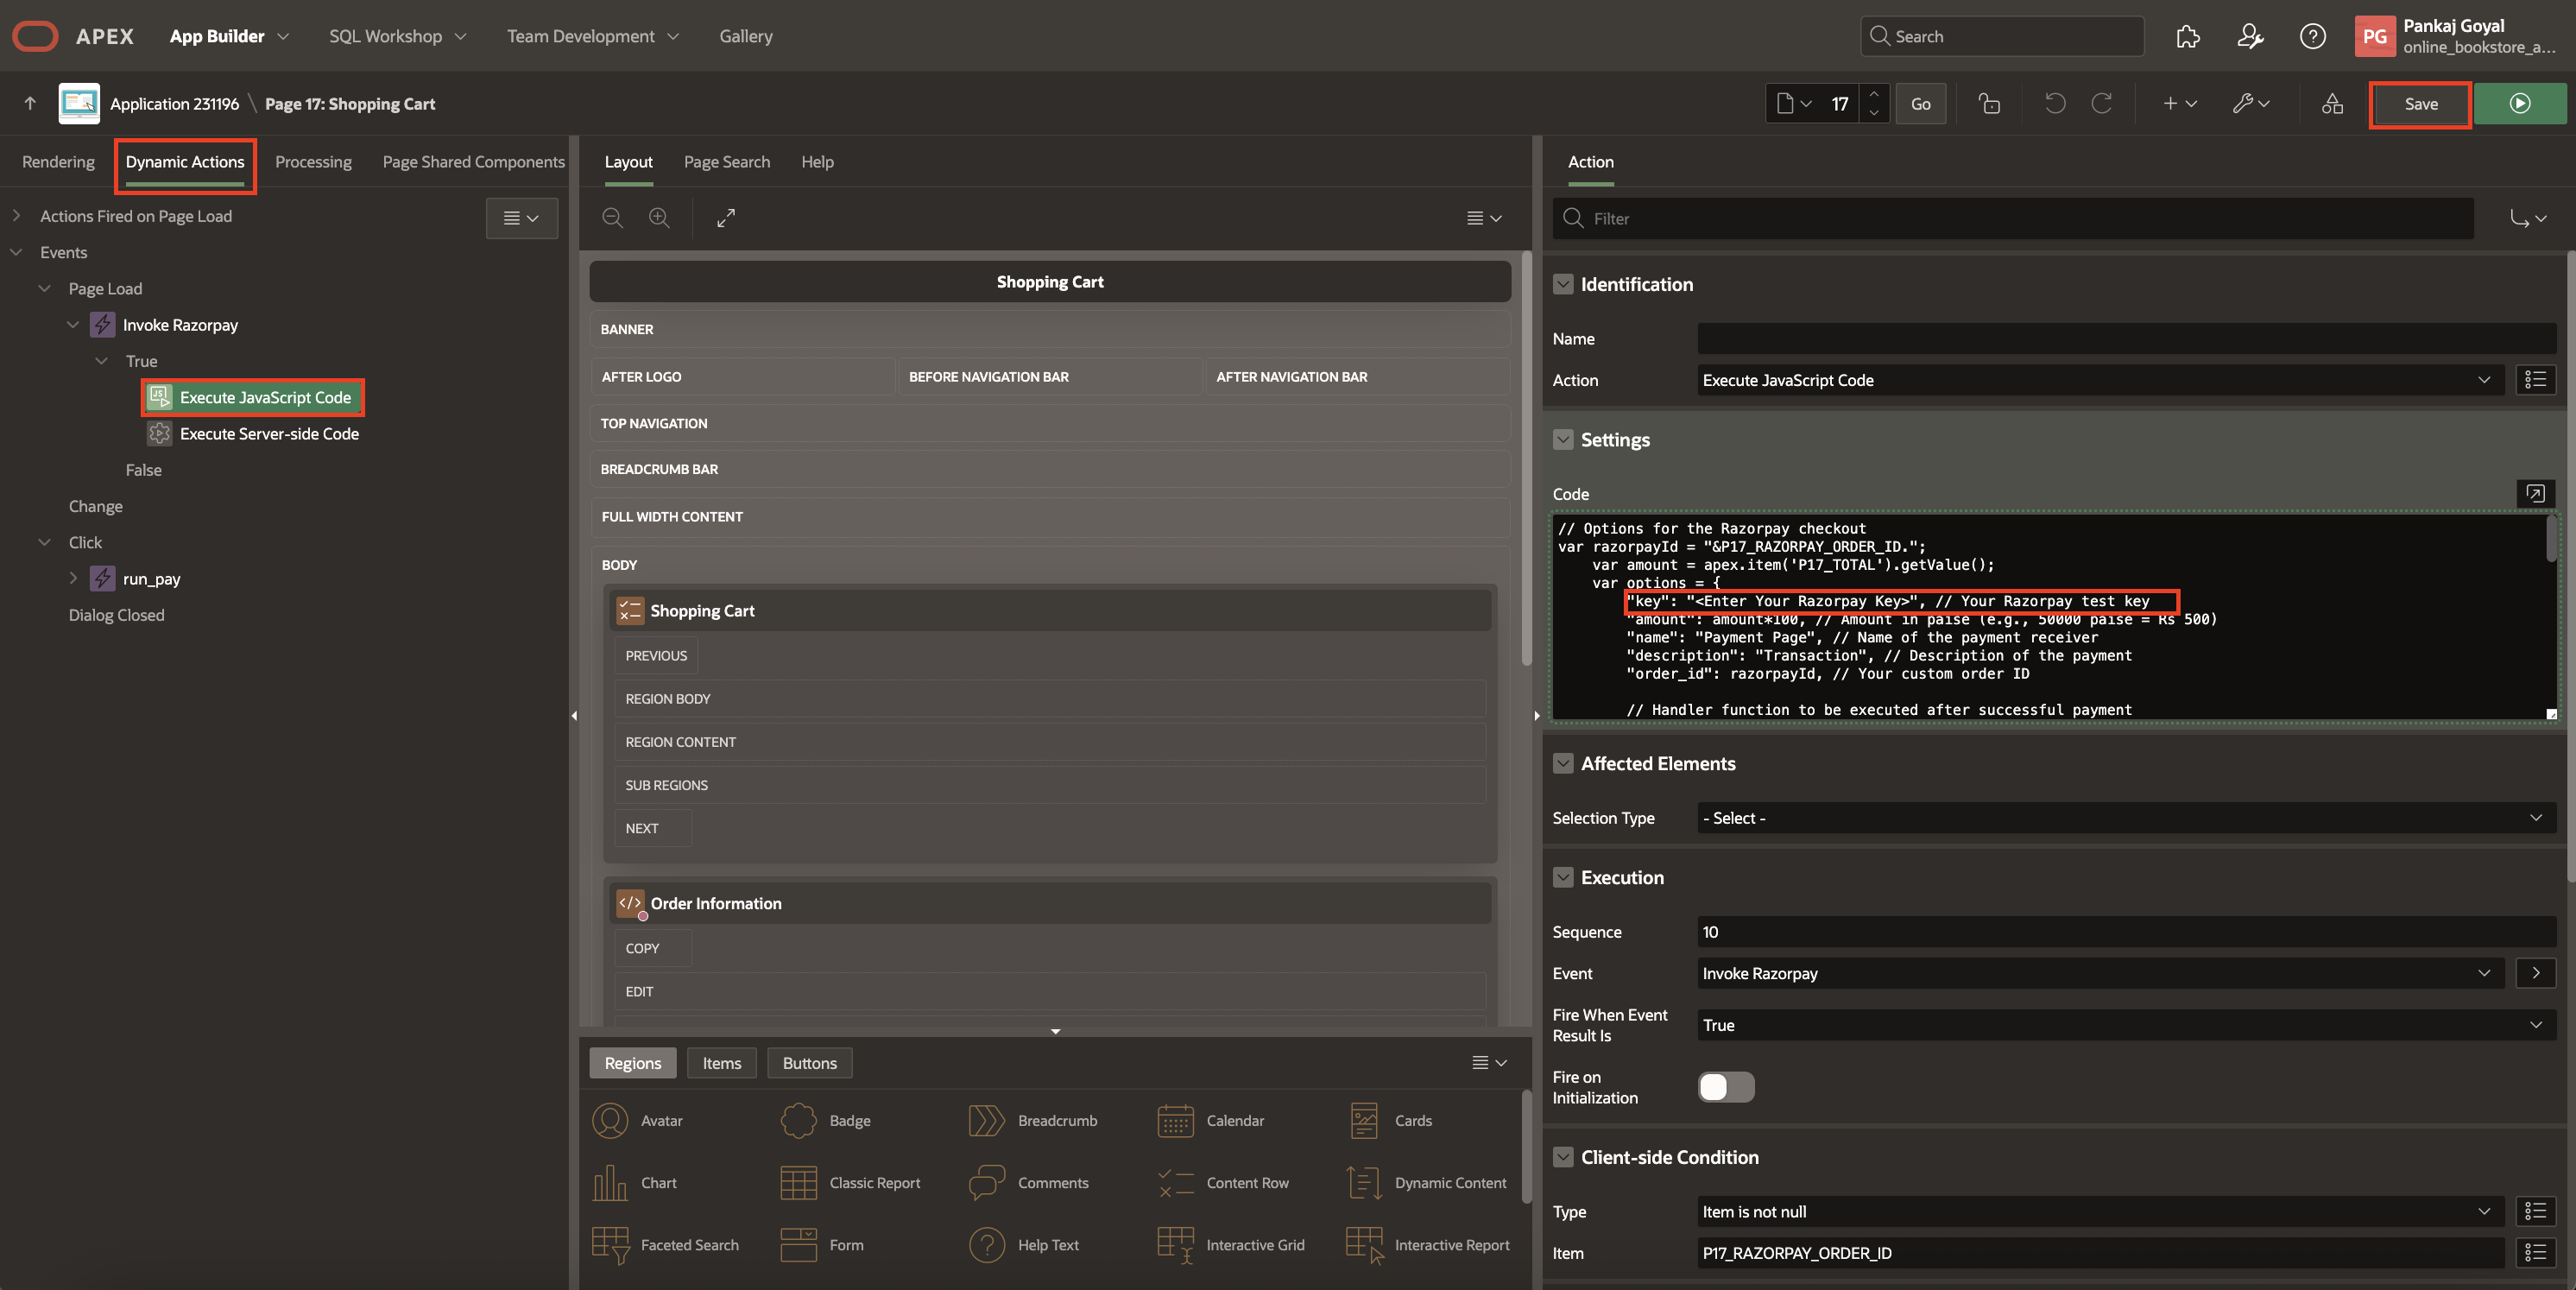 APEX
App Builder
SQL Workshop
Team Development
Gallery
Search
PG
Pankaj Goyal
online_bookstore_a...
Application 231196 \ Page 17: Shopping Cart
17
Go
Save
Rendering
Dynamic Actions
Processing
Page Shared Components
Actions Fired on Page Load
Events
Page Load
Invoke Razorpay
True
JS
Execute JavaScript Code
Execute Server-side Code
False
Change
Click
run_pay
Dialog Closed
Layout
Page Search
Help
Shopping Cart
BANNER
AFTER LOGO
BEFORE NAVIGATION BAR
AFTER NAVIGATION BAR
TOP NAVIGATION
BREADCRUMB BAR
FULL WIDTH CONTENT
BODY
Shopping Cart
PREVIOUS
REGION BODY
REGION CONTENT
SUB REGIONS
NEXT
Order Information
COPY
EDIT
Regions
Items
Buttons
Avatar
Badge
Breadcrumb
Calendar
Cards
Chart
Classic Report
Comments
Content Row
Dynamic Content
Faceted Search
Form
Help Text
Interactive Grid
Interactive Report
Action
Filter
Identification
Name
Action
Execute JavaScript Code
Settings
Code
// Options for the Razorpay checkout
var razorpayId = "&P17_RAZORPAY_ORDER_ID.";
var amount = apex.item('P17_TOTAL').getValue();
var options = {
"key": "<Enter Your Razorpay Key>", // Your Razorpay test key
"amount": amount*100, // Amount in paise (e.g., 50000 paise = Rs 500)
"name": "Payment Page", // Name of the payment receiver
"description": "Transaction", // Description of the payment
"order_id": razorpayId, // Your custom order ID
// Handler function to be executed after successful payment
Affected Elements
Selection Type
- Select -
Execution
Sequence
10
Event
Invoke Razorpay
Fire When Event
Result Is
True
Fire on
Initialization
Client-side Condition
Type
Item is not null
Item
P17_RAZORPAY_ORDER_ID